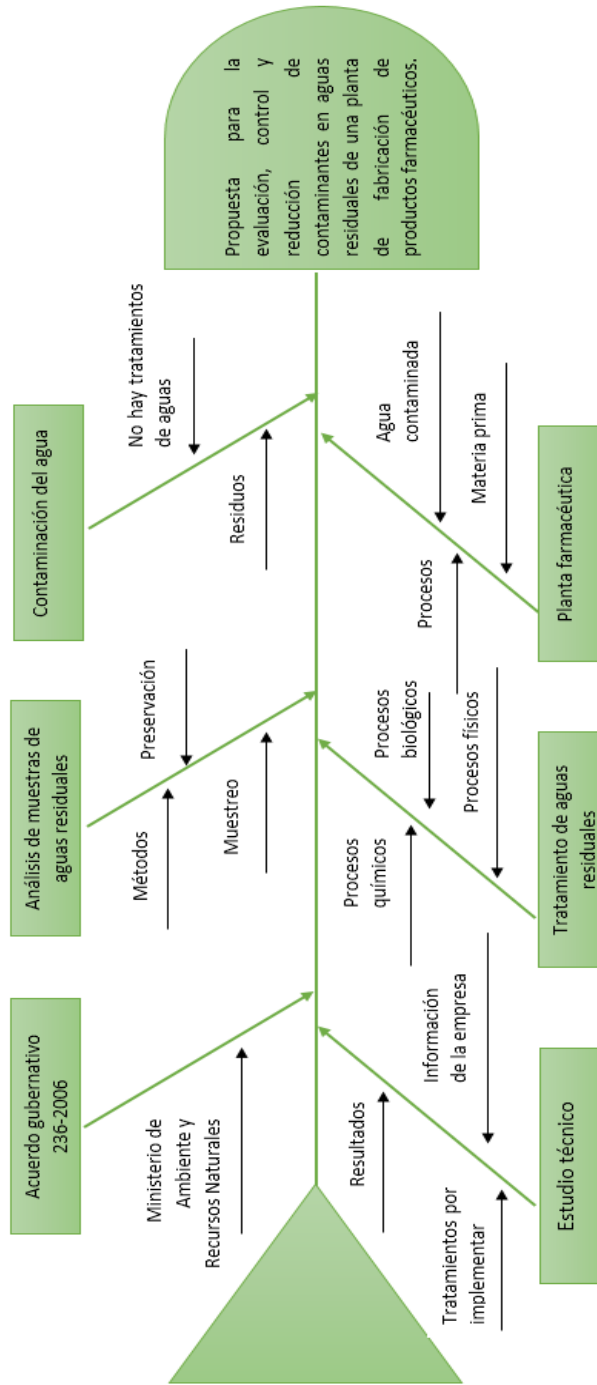 Acuerdo gubernativo
236-2006
Análisis de muestras de
aguas residuales
Contaminación del agua
Ministerio de
Ambiente y
Recursos Naturales
Métodos
Preservación
Muestreo
No hay tratamientos
de aguas
Residuos
Propuesta para la
evaluación, control y
reducción de
contaminantes en aguas
residuales de una planta
de fabricación de
productos farmacéuticos.
Resultados
Información
de la empresa
Tratamientos por
implementar
Procesos
químicos
Procesos
biológicos
Procesos físicos
Procesos
Agua
contaminada
Materia prima
Estudio técnico
Tratamiento de aguas
residuales
Planta farmacéutica